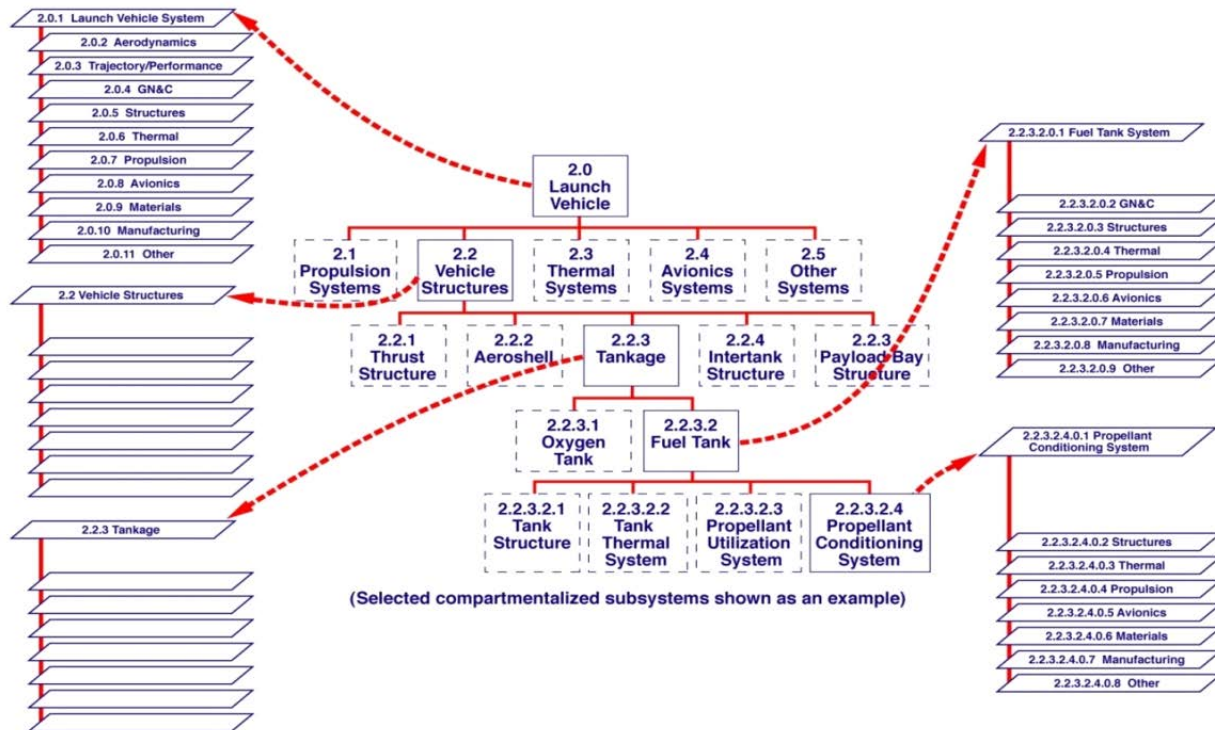 2.0.1 Launch Vehicle System
2.0.2 Aerodynamics
2.0.3 Trajectory/Performance
2.0.4 GN&C
2.0.5 Structures
2.0.6 Thermal
2.0.7 Propulsion
2.0.8 Avionics
2.0.9 Materials
2.0.10 Manufacturing
2.0.11 Other
2.2 Vehicle Structures
2.2.3 Tankage
2.0
Launch
Vehicle
2.1
Propulsion
Systems
2.2
Vehicle
Structures
2.3
Thermal
Systems
2.4
Avionics
Systems
2.5
Other
Systems
2.2.1
Thrust
Structure
2.2.2
Aeroshell
2.2.3
Tankage
2.2.4
Intertank
Structure
2.2.3
Payload Bay
Structure
2.2.3.1
Oxygen
Tank
2.2.3.2
Fuel Tank
2.2.3.2.1
Tank
Structure
2.2.3.2.2
Tank
Thermal
System
2.2.3.2.3
Propellant
Utilization
System
2.2.3.2.4
Propellant
Conditioning
System
(Selected compartmentalized subsystems shown as an example)
2.2.3.2.0.1 Fuel Tank System
2.2.3.2.0.2 GN&C
2.2.3.2.0.3 Structures
2.2.3.2.0.4 Thermal
2.2.3.2.0.5 Propulsion
2.2.3.2.0.6 Avionics
2.2.3.2.0.7 Materials
2.2.3.2.0.8 Manufacturing
2.2.3.2.0.9 Other
2.2.3.2.4.0.1 Propellant
Conditioning System
2.2.3.2.4.0.2 Structures
2.2.3.2.4.0.3 Thermal
2.2.3.2.4.0.4 Propulsion
2.2.3.2.4.0.5 Avionics
2.2.3.2.4.0.6 Materials
2.2.3.2.4.0.7 Manufacturing
2.2.3.2.4.0.8 Other